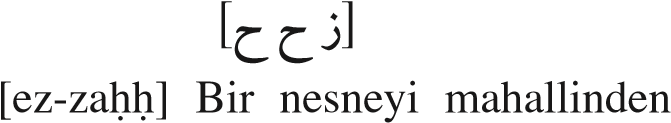 [ز ح ح]
[ez-zaḥḥ] Bir nesneyi mahallinden